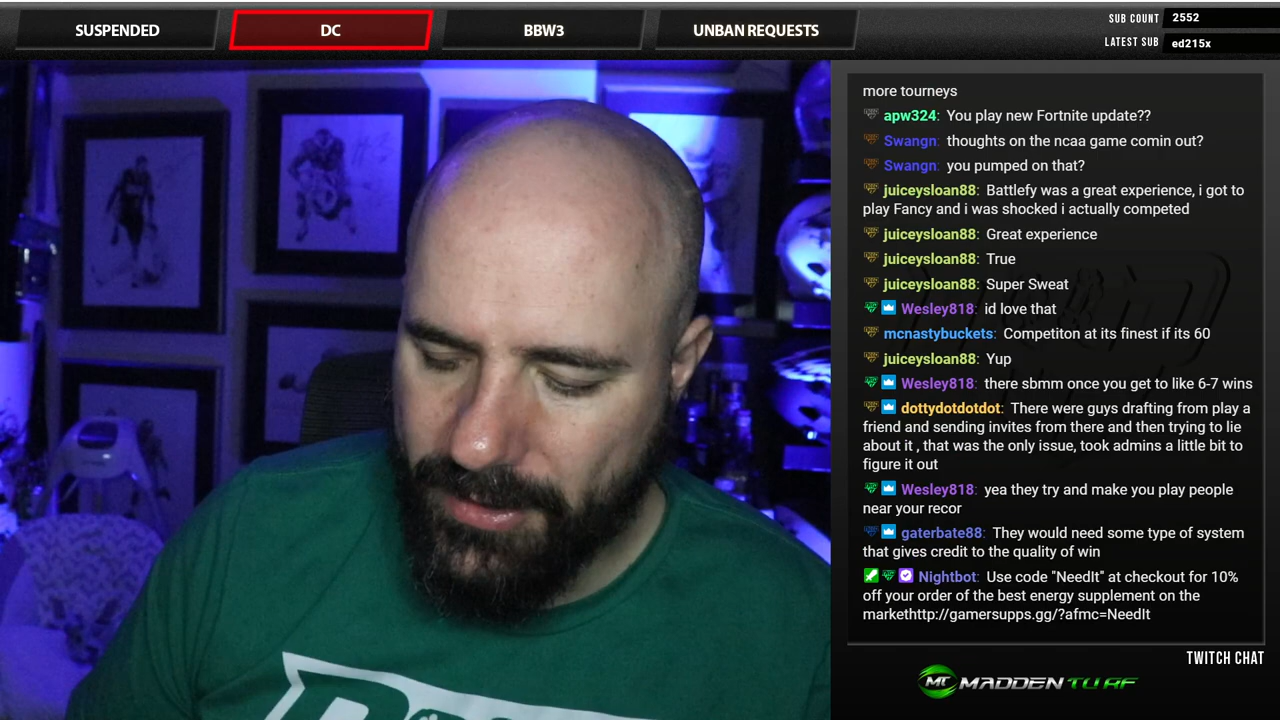 SUSPENDED
DC
BBW3
UNBAN REQUESTS
SUB COUNT 2552
LATEST SUB ed215x
more tourneys
apw324: You play new Fortnite update??
Swangn: thoughts on the ncaa game comin out?
Swangn: you pumped on that?
juiceysloan88: Battlefy was a great experience, i got to
play Fancy and i was shocked i actually competed
juiceysloan88: Great experience
juiceysloan88: True
juiceysloan88: Super Sweat
Wesley818: id love that
mcnastybuckets: Competiton at its finest if its 60
juiceysloan88: Yup
Wesley818: there sbmm once you get to like 6-7 wins
dottydotdotdot: There were guys drafting from play a
friend and sending invites from there and then trying to lie
about it , that was the only issue, took admins a little bit to
figure it out
Wesley818: yea they try and make you play people
near your recor
gaterbate88: They would need some type of system
that gives credit to the quality of win
Nightbot: Use code "NeedIt" at checkout for 10%
off your order of the best energy supplement on the
markethttp://gamersupps.gg/?afmc=NeedIt
TWITCH CHAT
MC MADDEN TURF